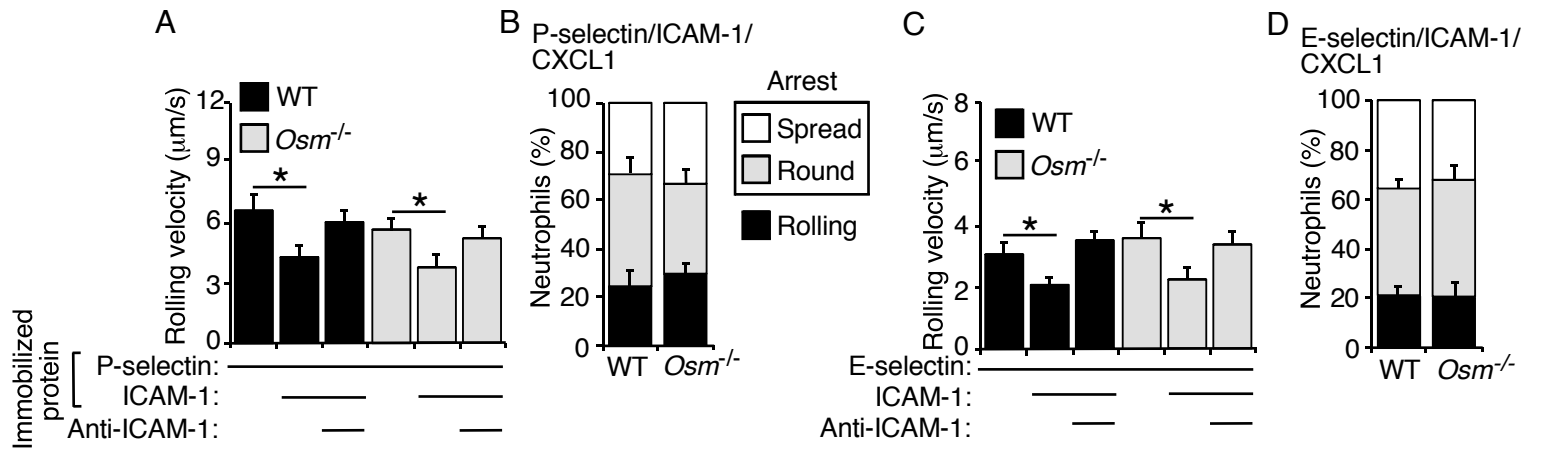 A
WT
Osm-/-
Rolling velocity (μm/s)
12
9
6
3
0
*
*
Immobilized
protein
P-selectin:
ICAM-1:
Anti-ICAM-1:
B
P-selectin/ICAM-1/
CXCL1
Neutrophils (%)
100
80
60
40
20
0
WT
Osm-/-
Arrest
Spread
Round
Rolling
C
WT
Osm-/-
Rolling velocity (μm/s)
8
6
4
2
0
*
*
E-selectin:
ICAM-1:
Anti-ICAM-1:
D
E-selectin/ICAM-1/
CXCL1
Neutrophils (%)
100
80
60
40
20
0
WT
Osm-/-